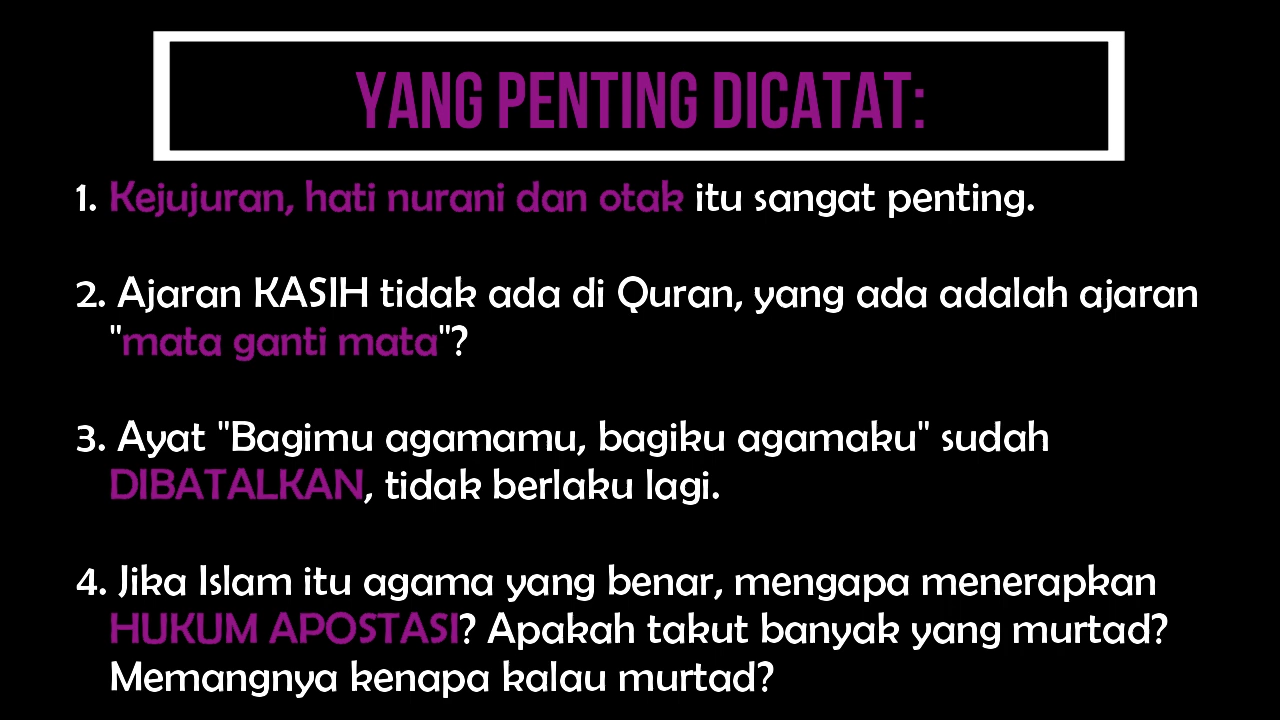 YANG PENTING DICATAT:
1. Kejujuran, hati nurani dan otak itu sangat penting.
2. Ajaran KASIH tidak ada di Quran, yang ada adalah ajaran
"mata ganti mata"?
3. Ayat "Bagimu agamamu, bagiku agamaku" sudah
DIBATALKAN, tidak berlaku lagi.
4. Jika Islam itu agama yang benar, mengapa menerapkan
HUKUM APOSTASI? Apakah takut banyak yang murtad?
Memangnya kenapa kalau murtad?